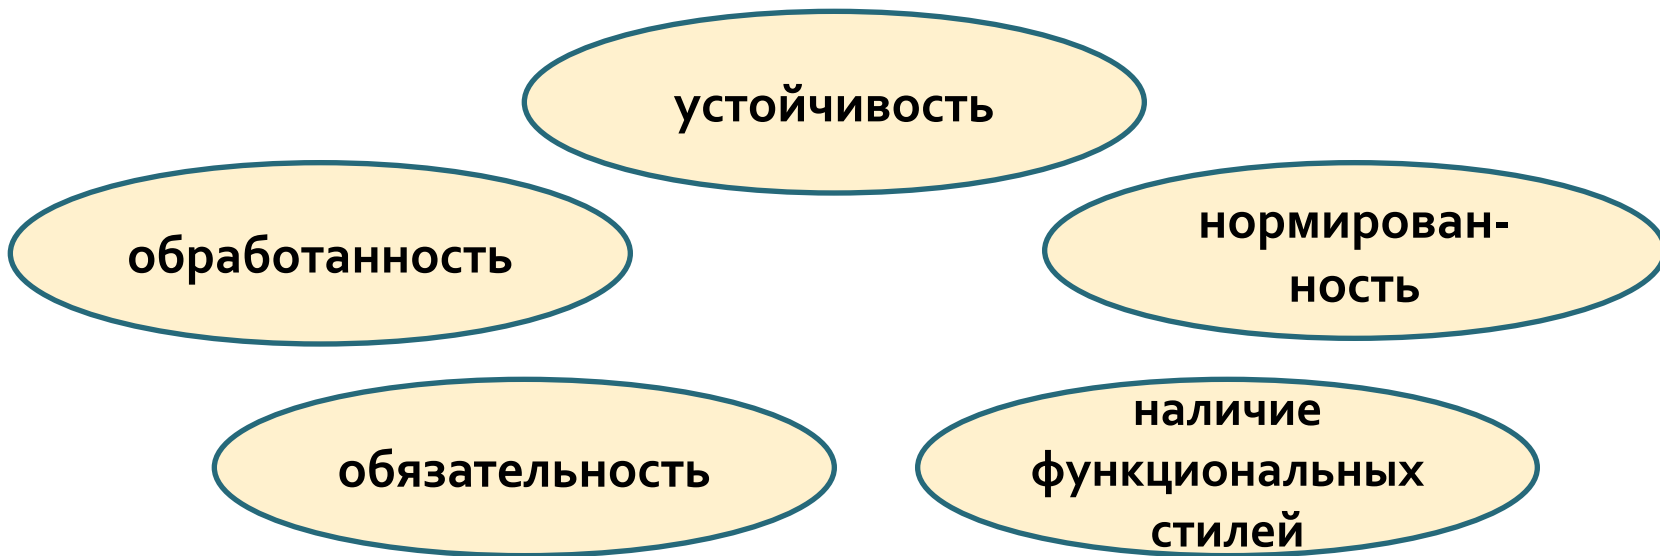 устойчивость
обработанность
нормирован-
ность
обязательность
наличие
функциональных
стилей